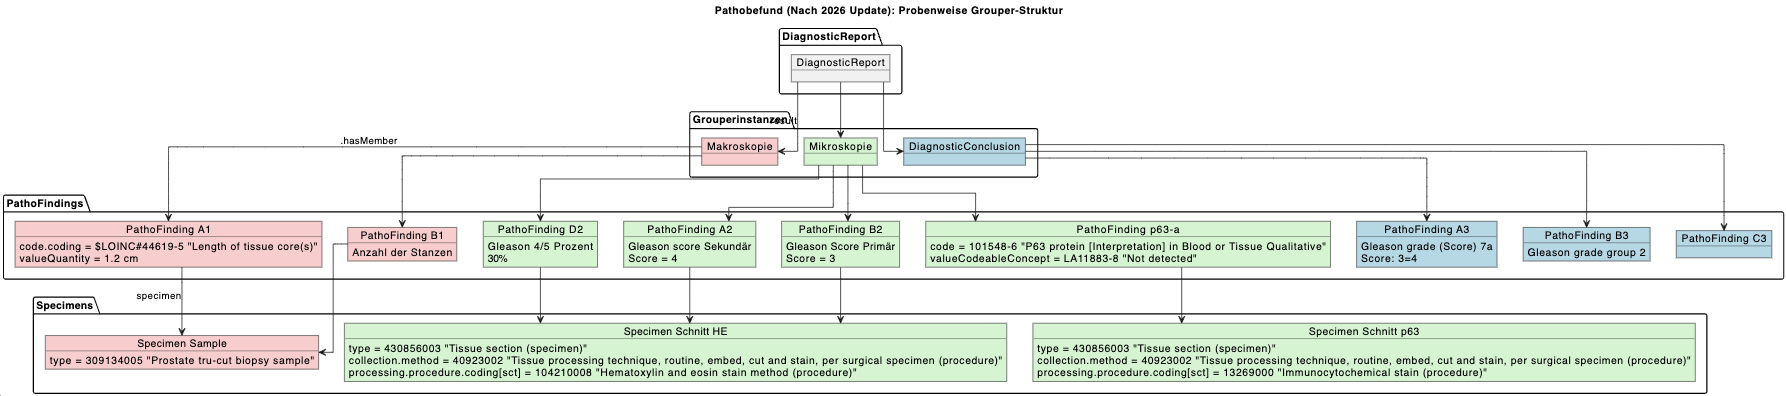 Pathobefund (Nach 2026 Update): Probenweise Grouper-Struktur
DiagnosticReport
DiagnosticReport
Grouperinstanzen
result
.hasMember
Makroskopie
Mikroskopie
DiagnosticConclusion
PathoFindings
PathoFinding A1
code.coding = $LOINC#44619-5 "Length of tissue core(s)"
valueQuantity = 1.2 cm
PathoFinding B1
Anzahl der Stanzen
PathoFinding D2
Gleason 4/5 Prozent
30%
PathoFinding A2
Gleason score Sekundär
Score = 4
PathoFinding B2
Gleason Score Primär
Score = 3
PathoFinding p63-a
code = 101548-6 "P63 protein [Interpretation] in Blood or Tissue Qualitative"
valueCodeableConcept = LA11883-8 "Not detected"
PathoFinding A3
Gleason grade (Score) 7a
Score: 3=4
PathoFinding B3
Gleason grade group 2
PathoFinding C3
specimen
Specimens
Specimen Sample
type = 309134005 "Prostate tru-cut biopsy sample"
Specimen Schnitt HE
type = 430856003 "Tissue section (specimen)"
collection.method = 40923002 "Tissue processing technique, routine, embed, cut and stain, per surgical specimen (procedure)"
processing.procedure.coding[sct] = 104210008 "Hematoxylin and eosin stain method (procedure)"
Specimen Schnitt p63
type = 430856003 "Tissue section (specimen)"
collection.method = 40923002 "Tissue processing technique, routine, embed, cut and stain, per surgical specimen (procedure)"
processing.procedure.coding[sct] = 13269000 "Immunocytochemical stain (procedure)"